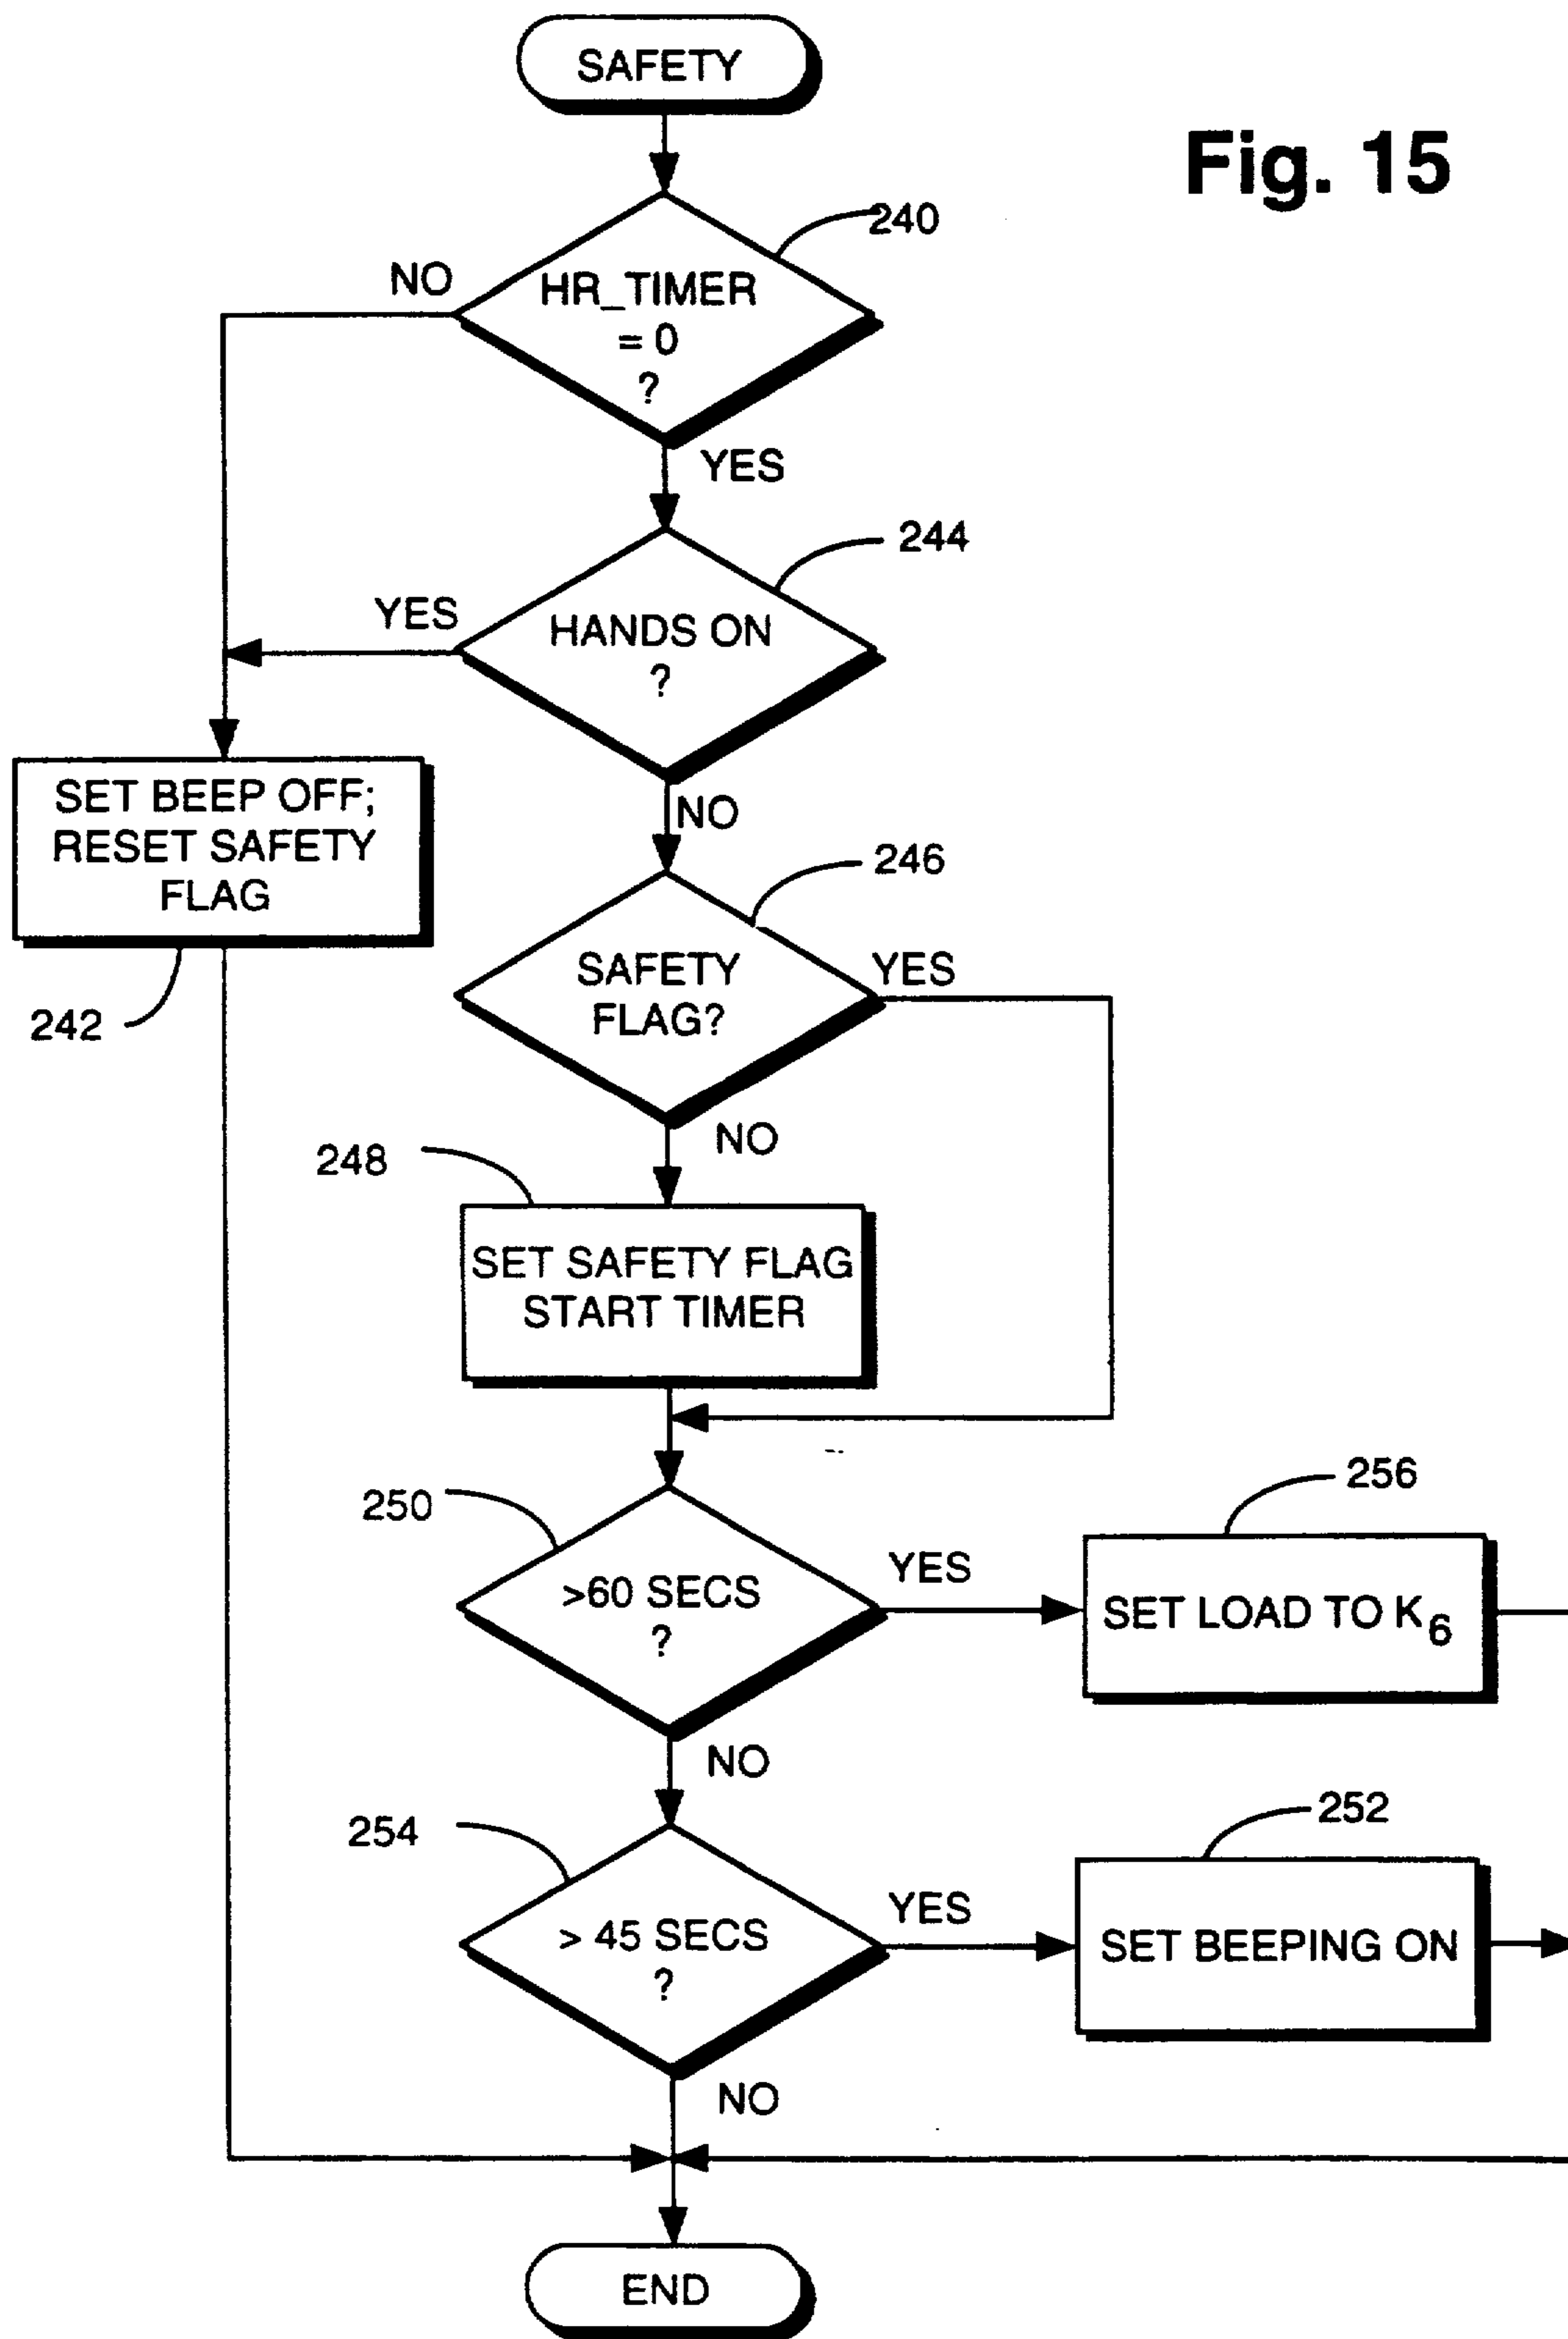 SAFETY
Fig. 15
240
NO
HR_TIMER
= 0
?
YES
244
YES
HANDS ON
?
SET BEEP OFF;
RESET SAFETY
FLAG
NO
246
SAFETY
FLAG?
YES
242
NO
248
SET SAFETY FLAG
START TIMER
256
250
>60 SECS
?
YES
SET LOAD TO K6
NO
252
254
> 45 SECS
?
YES
SET BEEPING ON
NO
END